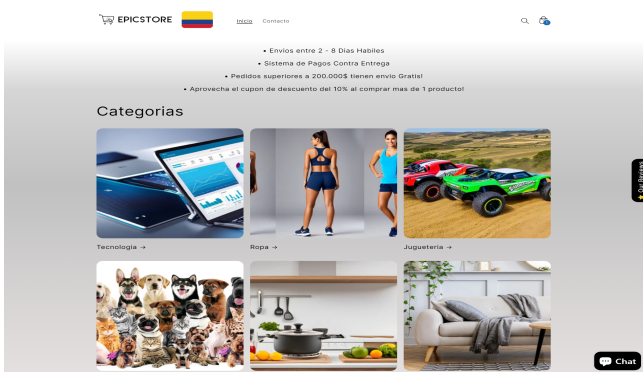 EPICSTORE
Inicio
Contacto
• Envios entre 2 - 8 Dias Habiles
• Sistema de Pagos Contra Entrega
• Pedidos superiores a 200.000$ tienen envio Gratis!
• Aprovecha el cupon de descuento del 10% al comprar mas de 1 producto!
Categorias
Tecnologia →
Ropa →
Jugueteria →
★ Our Reviews
Chat